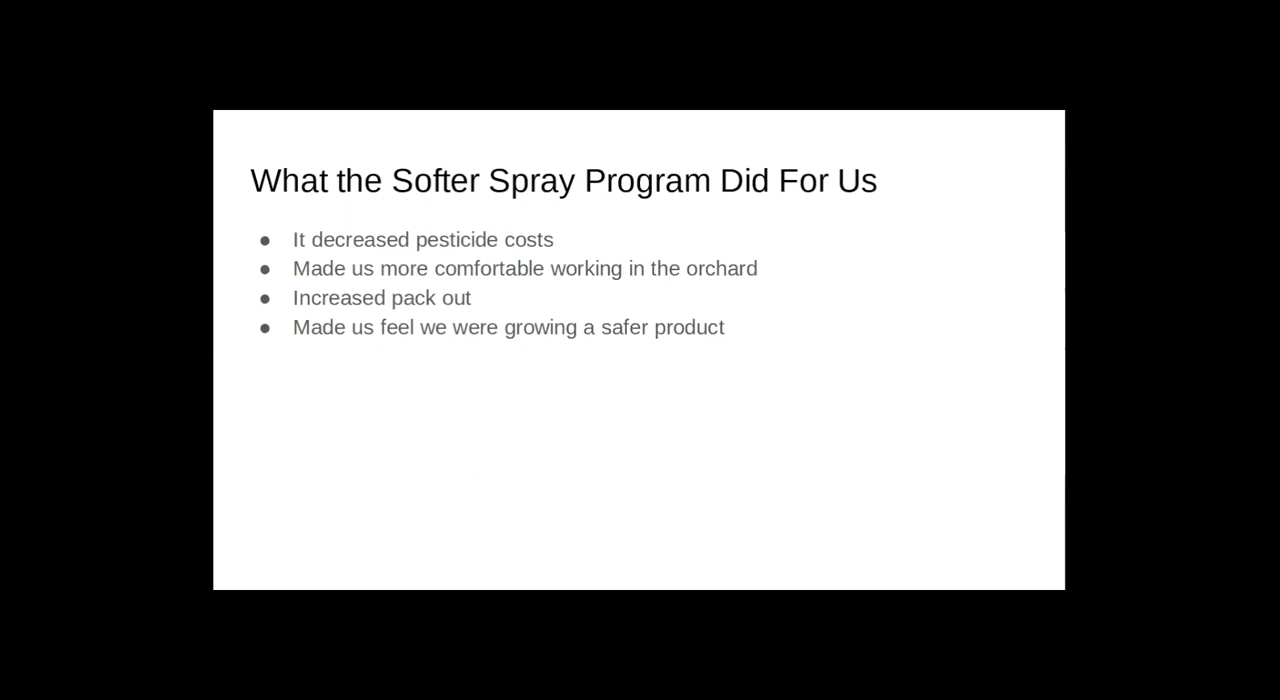 What the Softer Spray Program Did For Us
● It decreased pesticide costs
● Made us more comfortable working in the orchard
● Increased pack out
● Made us feel we were growing a safer product